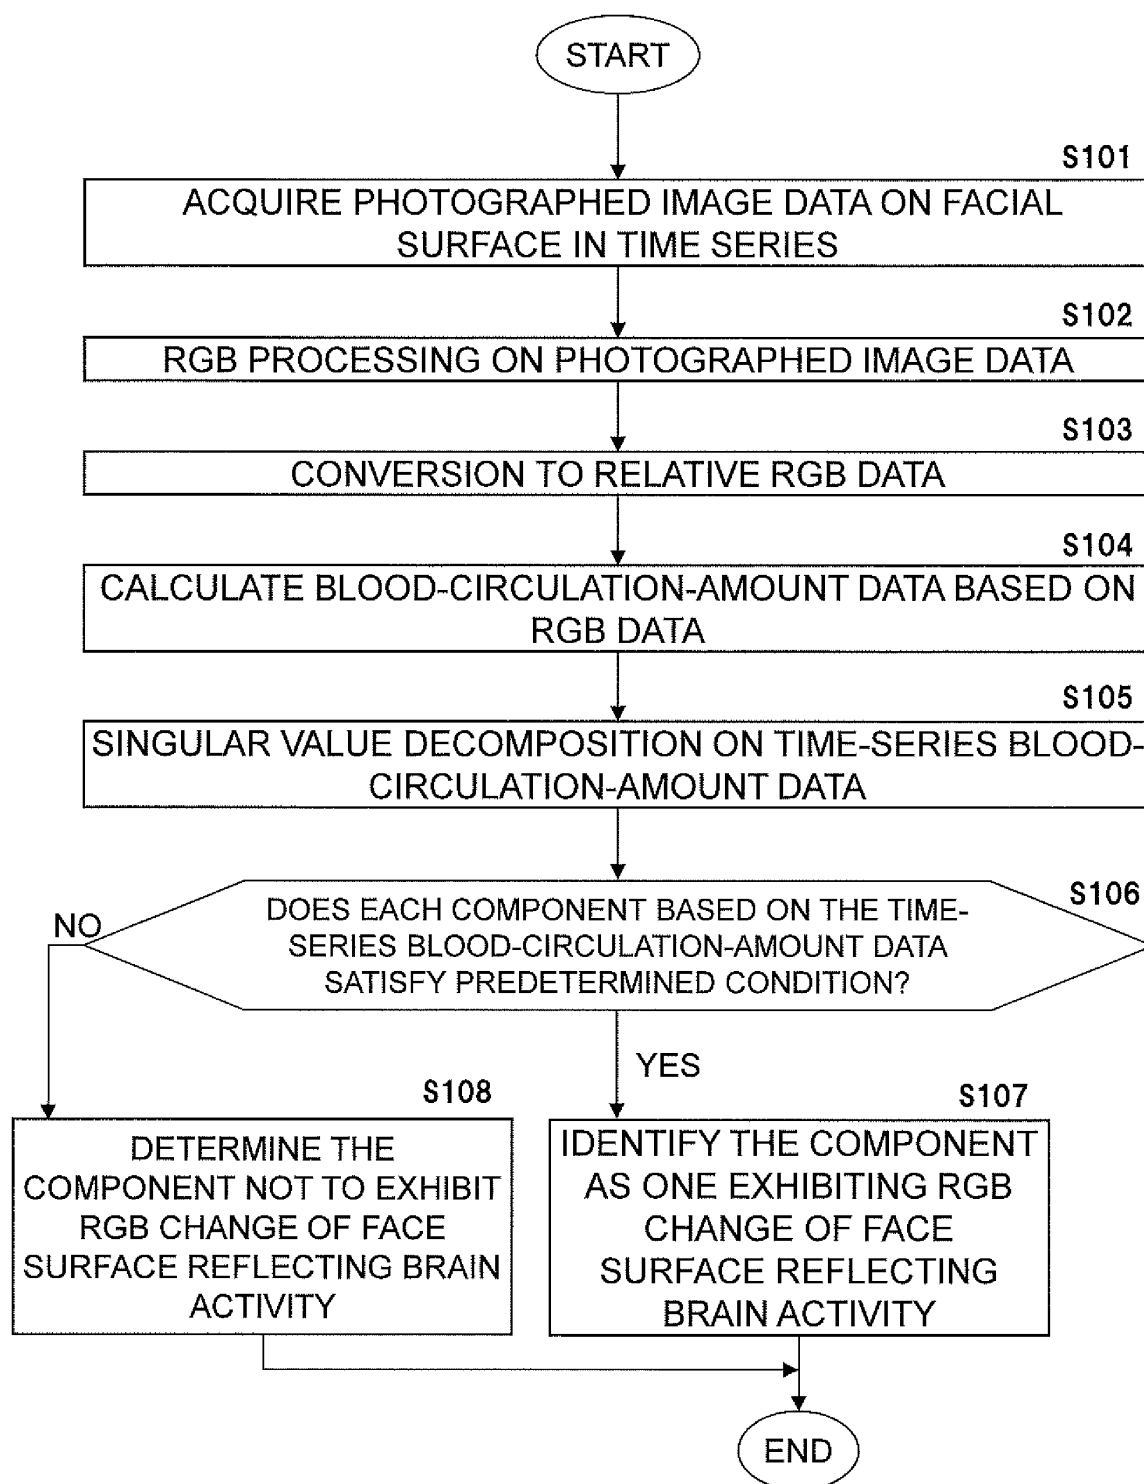 START
S101
ACQUIRE PHOTOGRAPHED IMAGE DATA ON FACIAL
SURFACE IN TIME SERIES
S102
RGB PROCESSING ON PHOTOGRAPHED IMAGE DATA
S103
CONVERSION TO RELATIVE RGB DATA
S104
CALCULATE BLOOD-CIRCULATION-AMOUNT DATA BASED ON
RGB DATA
S105
SINGULAR VALUE DECOMPOSITION ON TIME-SERIES BLOOD-
CIRCULATION-AMOUNT DATA
S106
NO
DOES EACH COMPONENT BASED ON THE TIME-
SERIES BLOOD-CIRCULATION-AMOUNT DATA
SATISFY PREDETERMINED CONDITION?
YES
S108
DETERMINE THE
COMPONENT NOT TO EXHIBIT
RGB CHANGE OF FACE
SURFACE REFLECTING BRAIN
ACTIVITY
S107
IDENTIFY THE COMPONENT
AS ONE EXHIBITING RGB
CHANGE OF FACE
SURFACE REFLECTING
BRAIN ACTIVITY
END